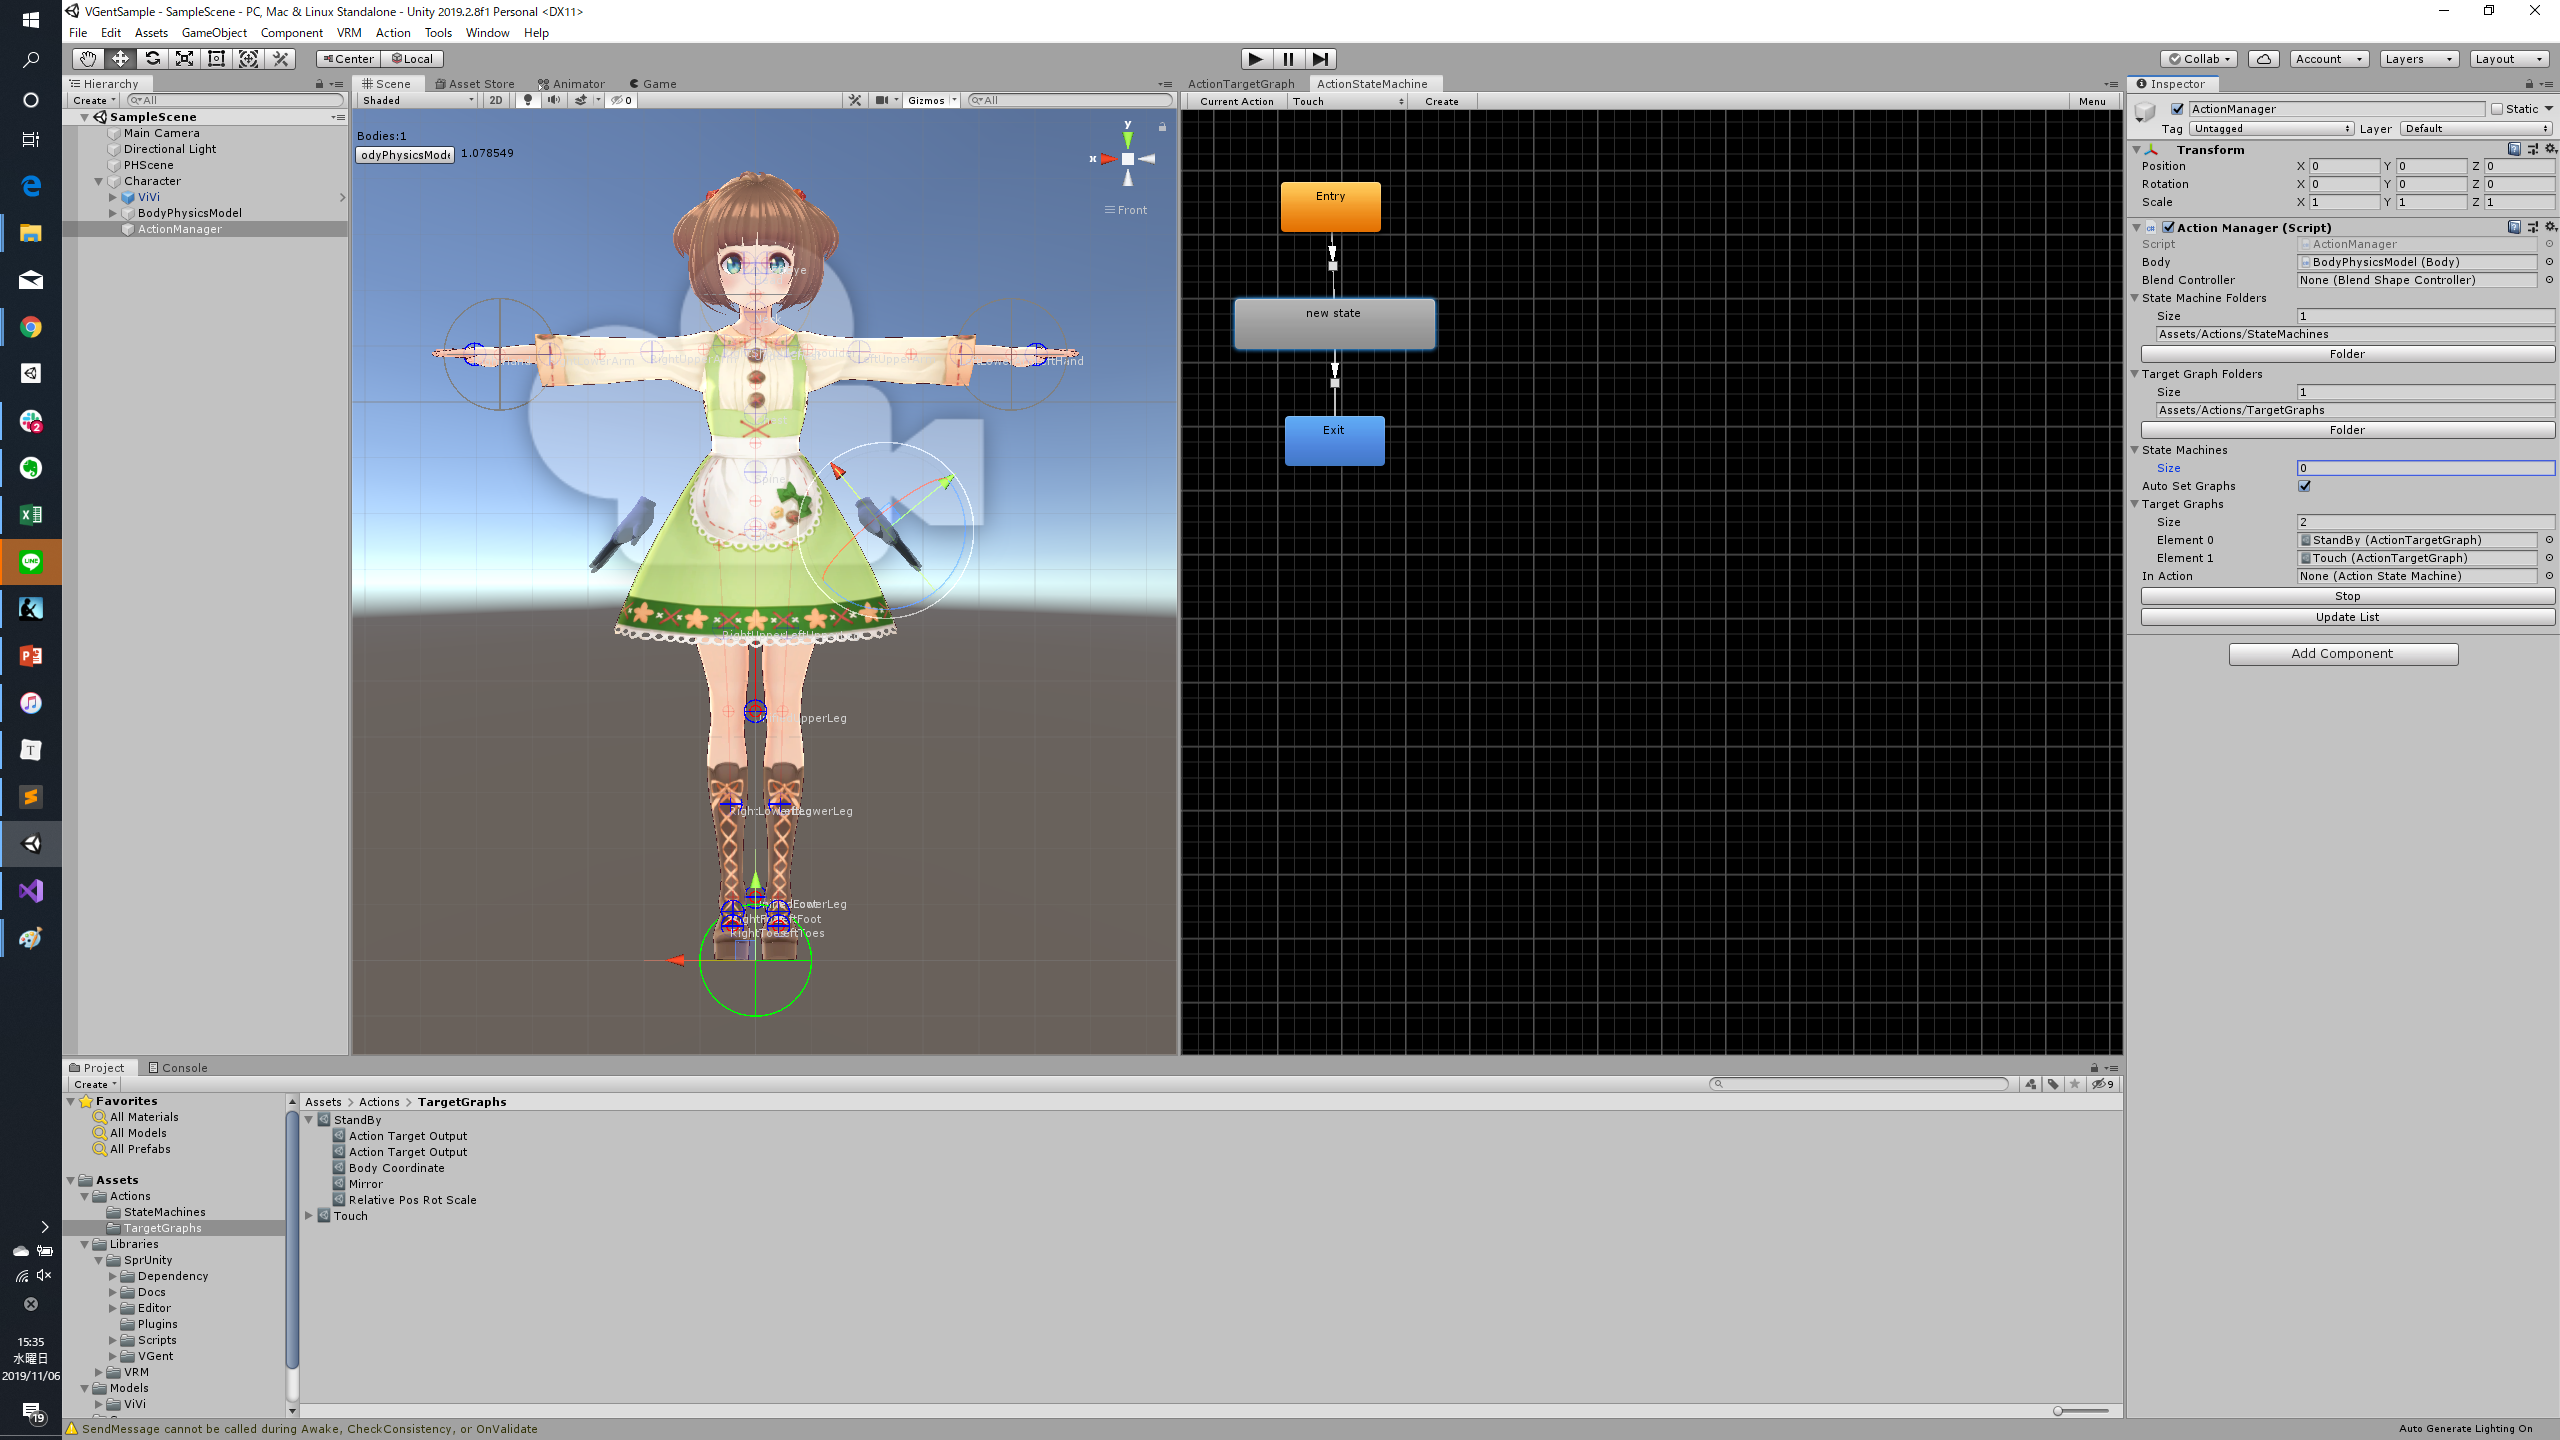 VGentSample - SampleScene - PC, Mac & Linux Standalone - Unity 2019.2.8f1 Personal <DX11>
File Edit Assets GameObject Component VRM Action Tools Window Help
Center Local
Collab Account Layers Layout
Hierarchy
Create All
SampleScene
Main Camera
Directional Light
PHScene
Character
ViVi
BodyPhysicsModel
ActionManager
Scene Asset Store Animator Game
Shaded 2D 0 Gizmos All
Bodies:1
1.078549
y
x
Front
Spine
UpperLeg
LowerLeg
LowerLeg
LeftFoot
ActionTargetGraph ActionStateMachine
Current Action Touch Create Menu
Entry
new state
Exit
Inspector
ActionManager Static
Tag Untagged Layer Default
Transform
Position X 0 Y 0 Z 0
Rotation X 0 Y 0 Z 0
Scale X 1 Y 1 Z 1
Action Manager (Script)
Script ActionManager
Body BodyPhysicsModel (Body)
Blend Controller None (Blend Shape Controller)
State Machine Folders
Size 1
Assets/Actions/StateMachines
Folder
Target Graph Folders
Size 1
Assets/Actions/TargetGraphs
Folder
State Machines
Size 0
Auto Set Graphs
Target Graphs
Size 2
Element 0 StandBy (ActionTargetGraph)
Element 1 Touch (ActionTargetGraph)
In Action None (Action State Machine)
Stop
Update List
Add Component
Project Console
Create
9
Favorites
All Materials
All Models
All Prefabs
Assets
Actions
StateMachines
TargetGraphs
Libraries
SprUnity
Dependency
Docs
Editor
Plugins
Scripts
VGent
VRM
Models
ViVi
Assets > Actions > TargetGraphs
StandBy
Action Target Output
Action Target Output
Body Coordinate
Mirror
Relative Pos Rot Scale
Touch
SendMessage cannot be called during Awake, CheckConsistency, or OnValidate
Auto Generate Lighting On
2
LINE
T
15:35
水曜日
2019/11/06
19